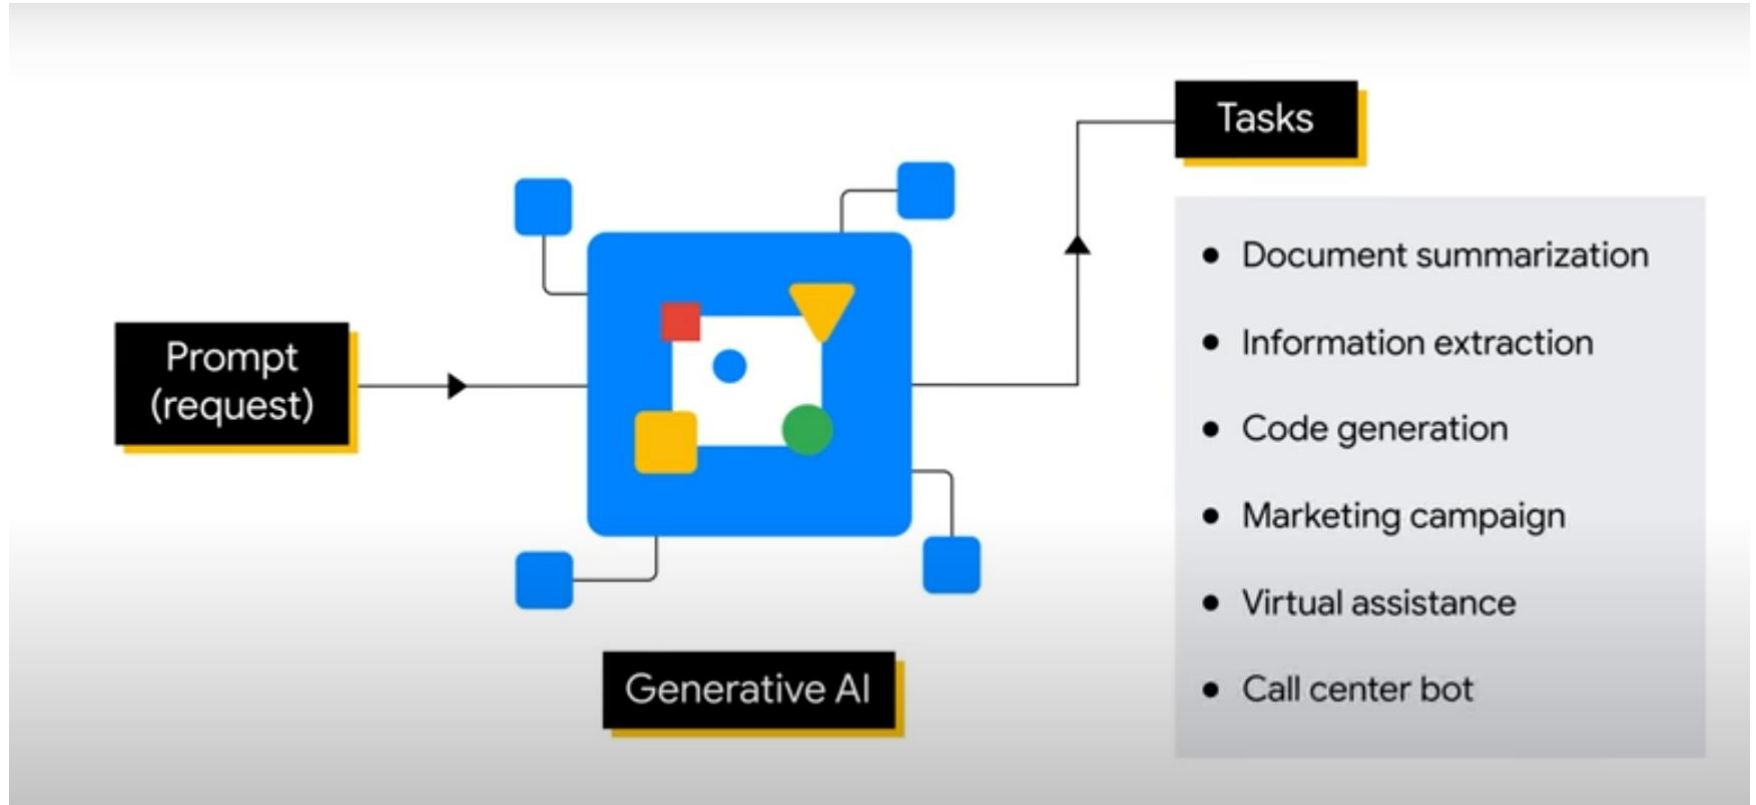 Prompt
(request)
Generative AI
Tasks
Document summarization
Information extraction
Code generation
Marketing campaign
Virtual assistance
Call center bot